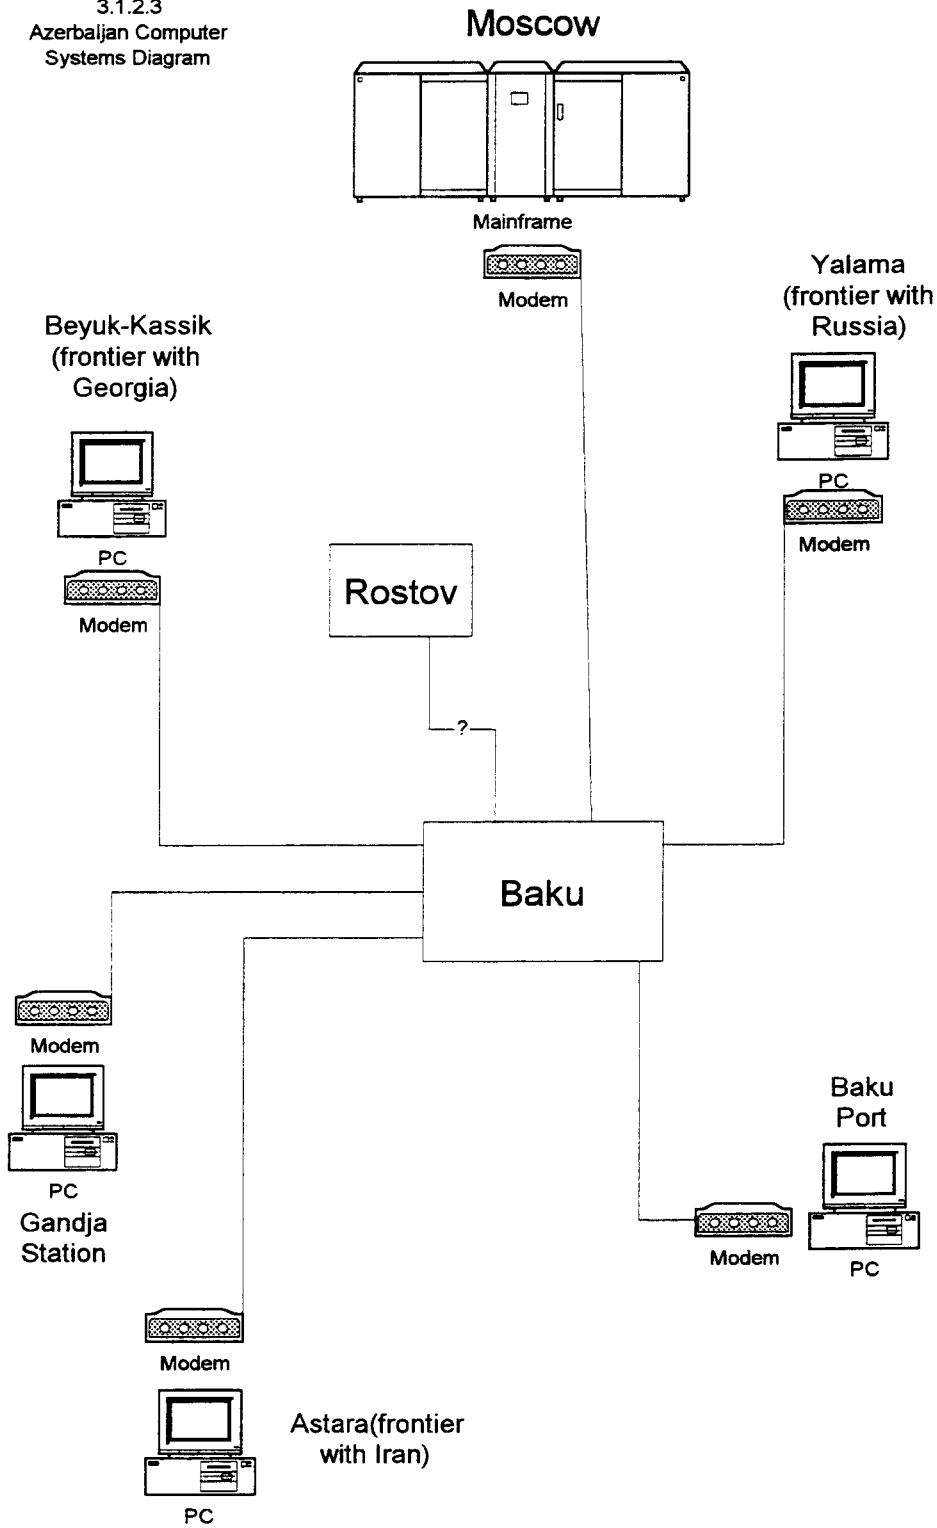 3.1.2.3
Azerbaijan Computer
Systems Diagram
Moscow
Mainframe
Modem
Yalama
(frontier with
Russia)
PC
Modem
Beyuk-Kassik
(frontier with
Georgia)
PC
Modem
Rostov
?
Baku
Modem
PC
Gandja
Station
Baku
Port
Modem
PC
Modem
Astara(frontier
with Iran)
PC